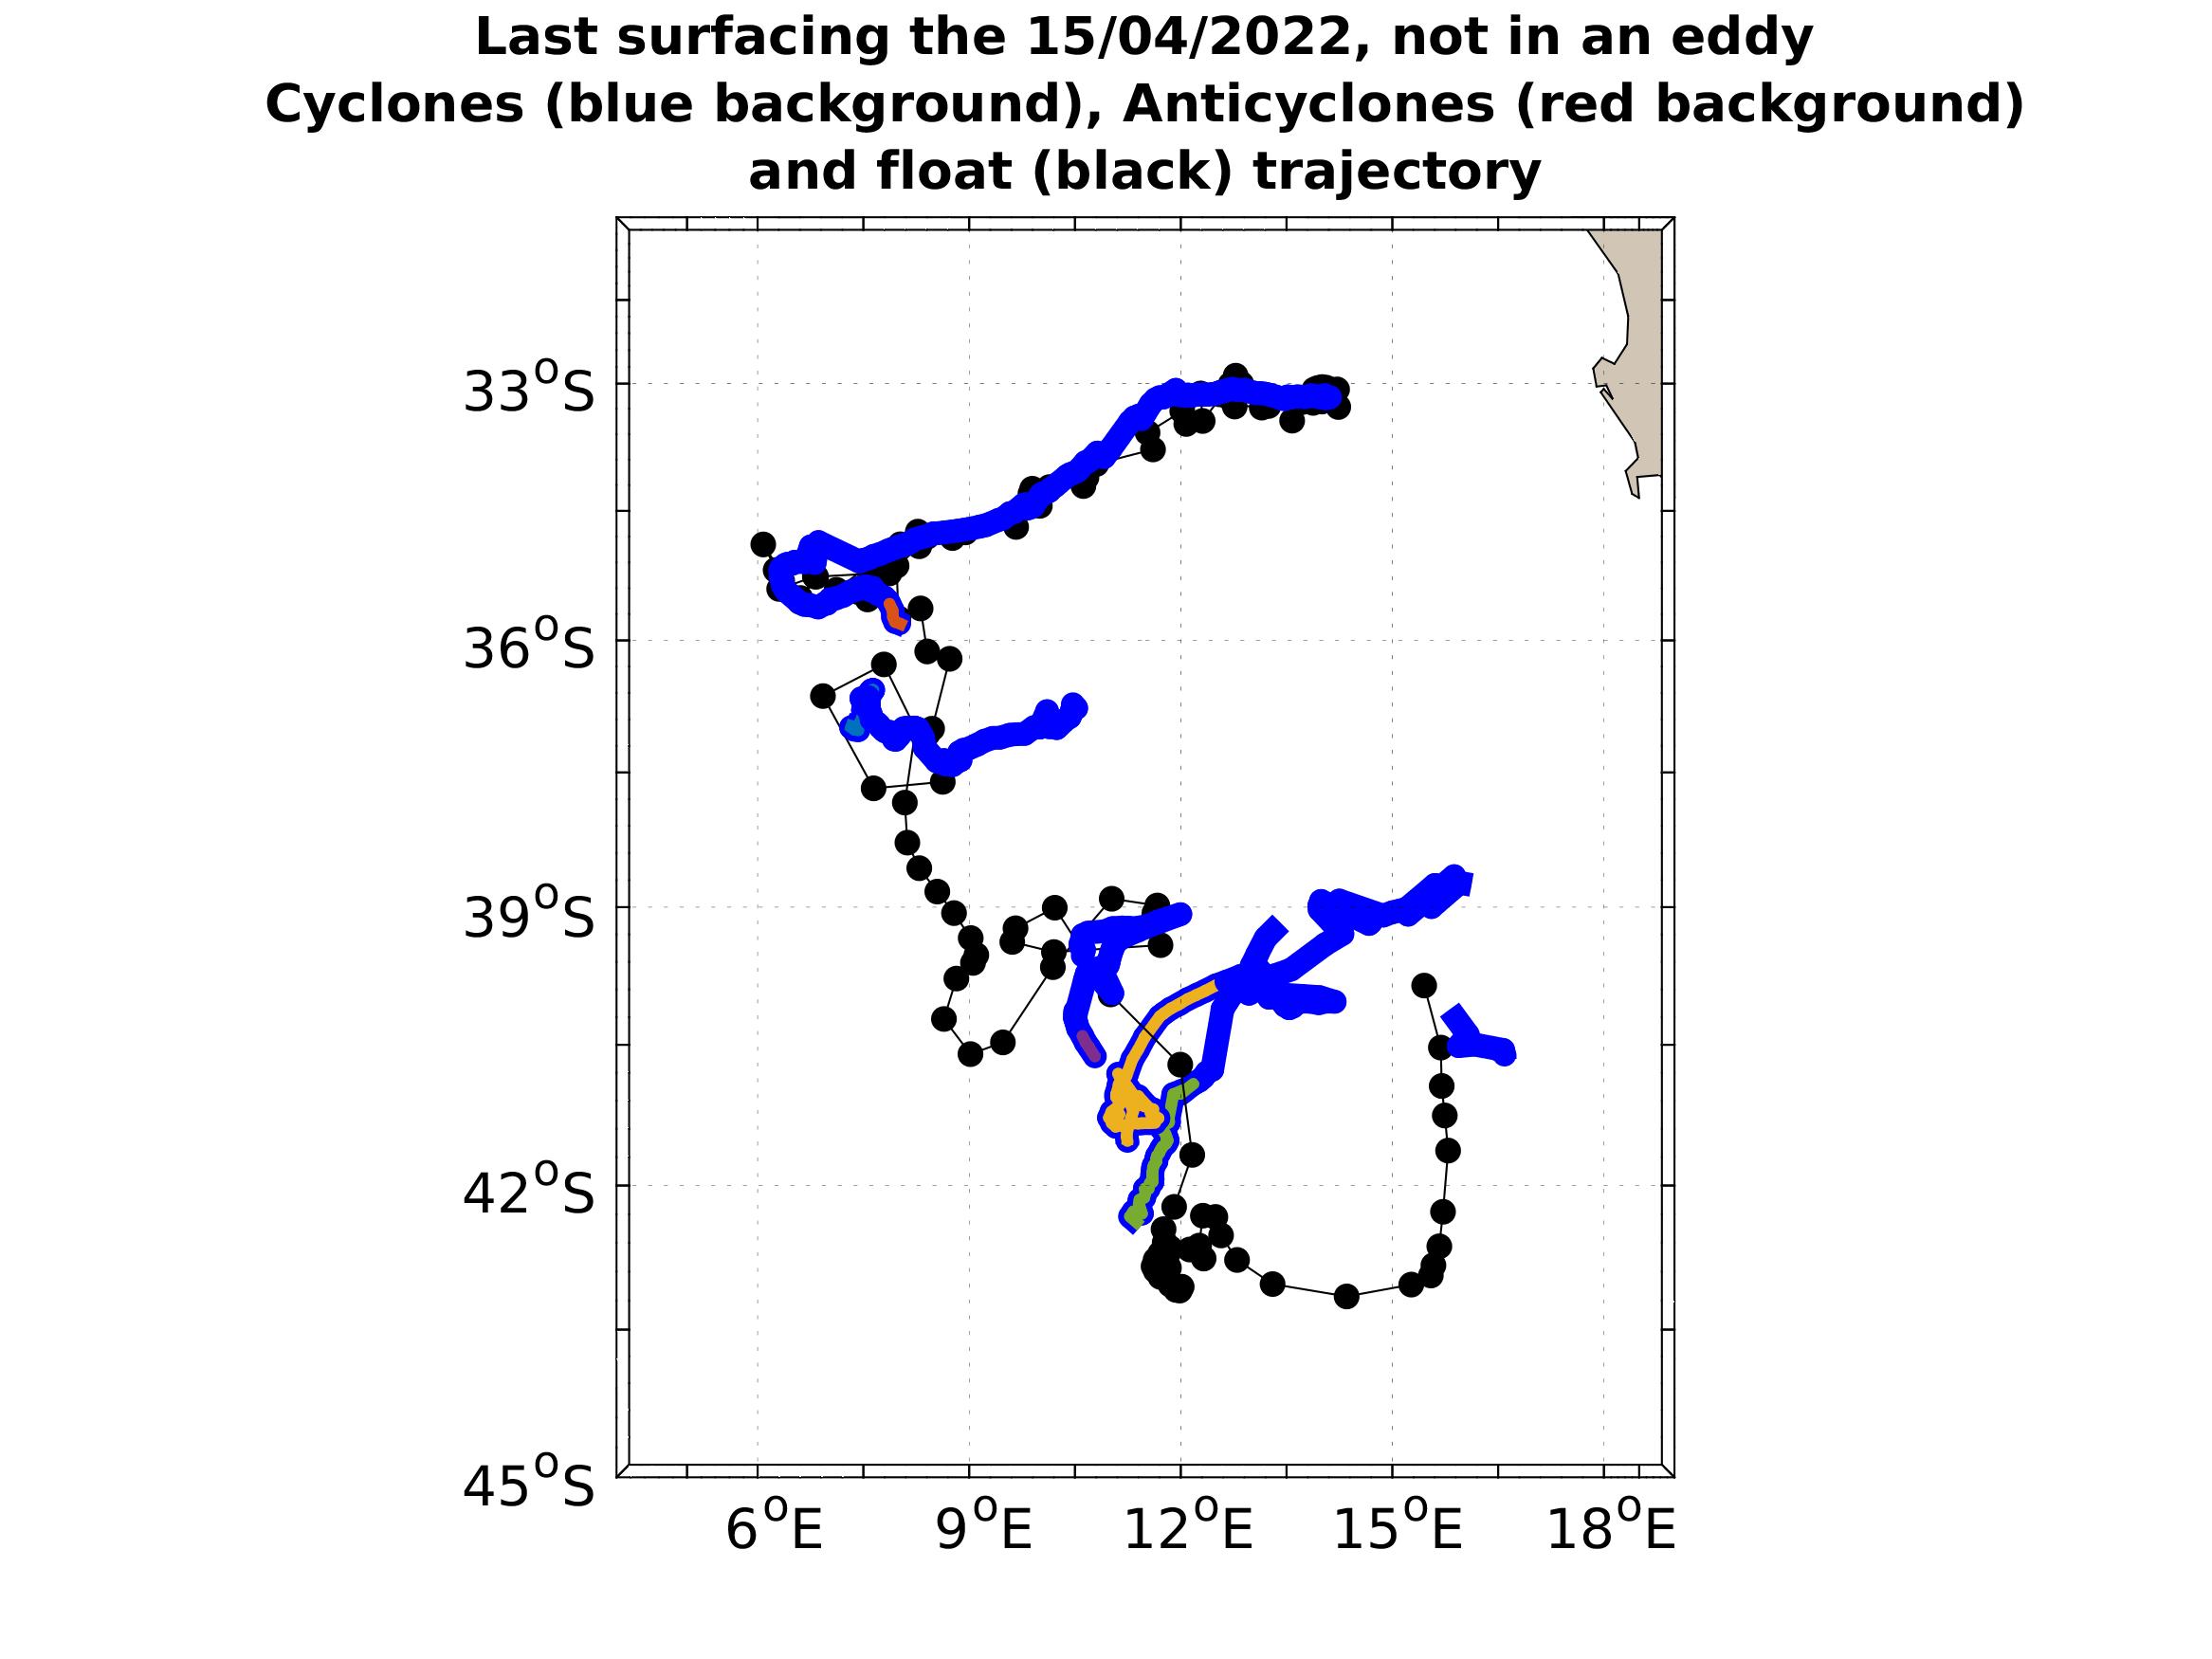 Last surfacing the 15/04/2022, not in an eddy
Cyclones (blue background), Anticyclones (red background)
and float (black) trajectory
33°S
36°S
39°S
42°S
45°S
6°E 9°E 12°E 15°E 18°E